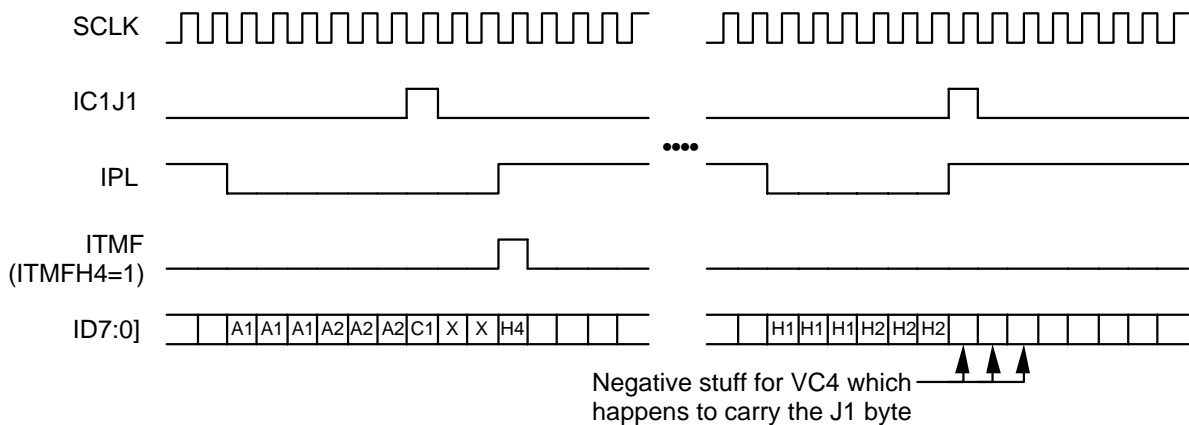 SCLK
IC1J1
••••
IPL
ITMF
(ITMFH4=1)
ID7:0] A1 A1 A1 A2 A2 A2 C1 X X H4 H1 H1 H1 H2 H2 H2
Negative stuff for VC4 which
happens to carry the J1 byte